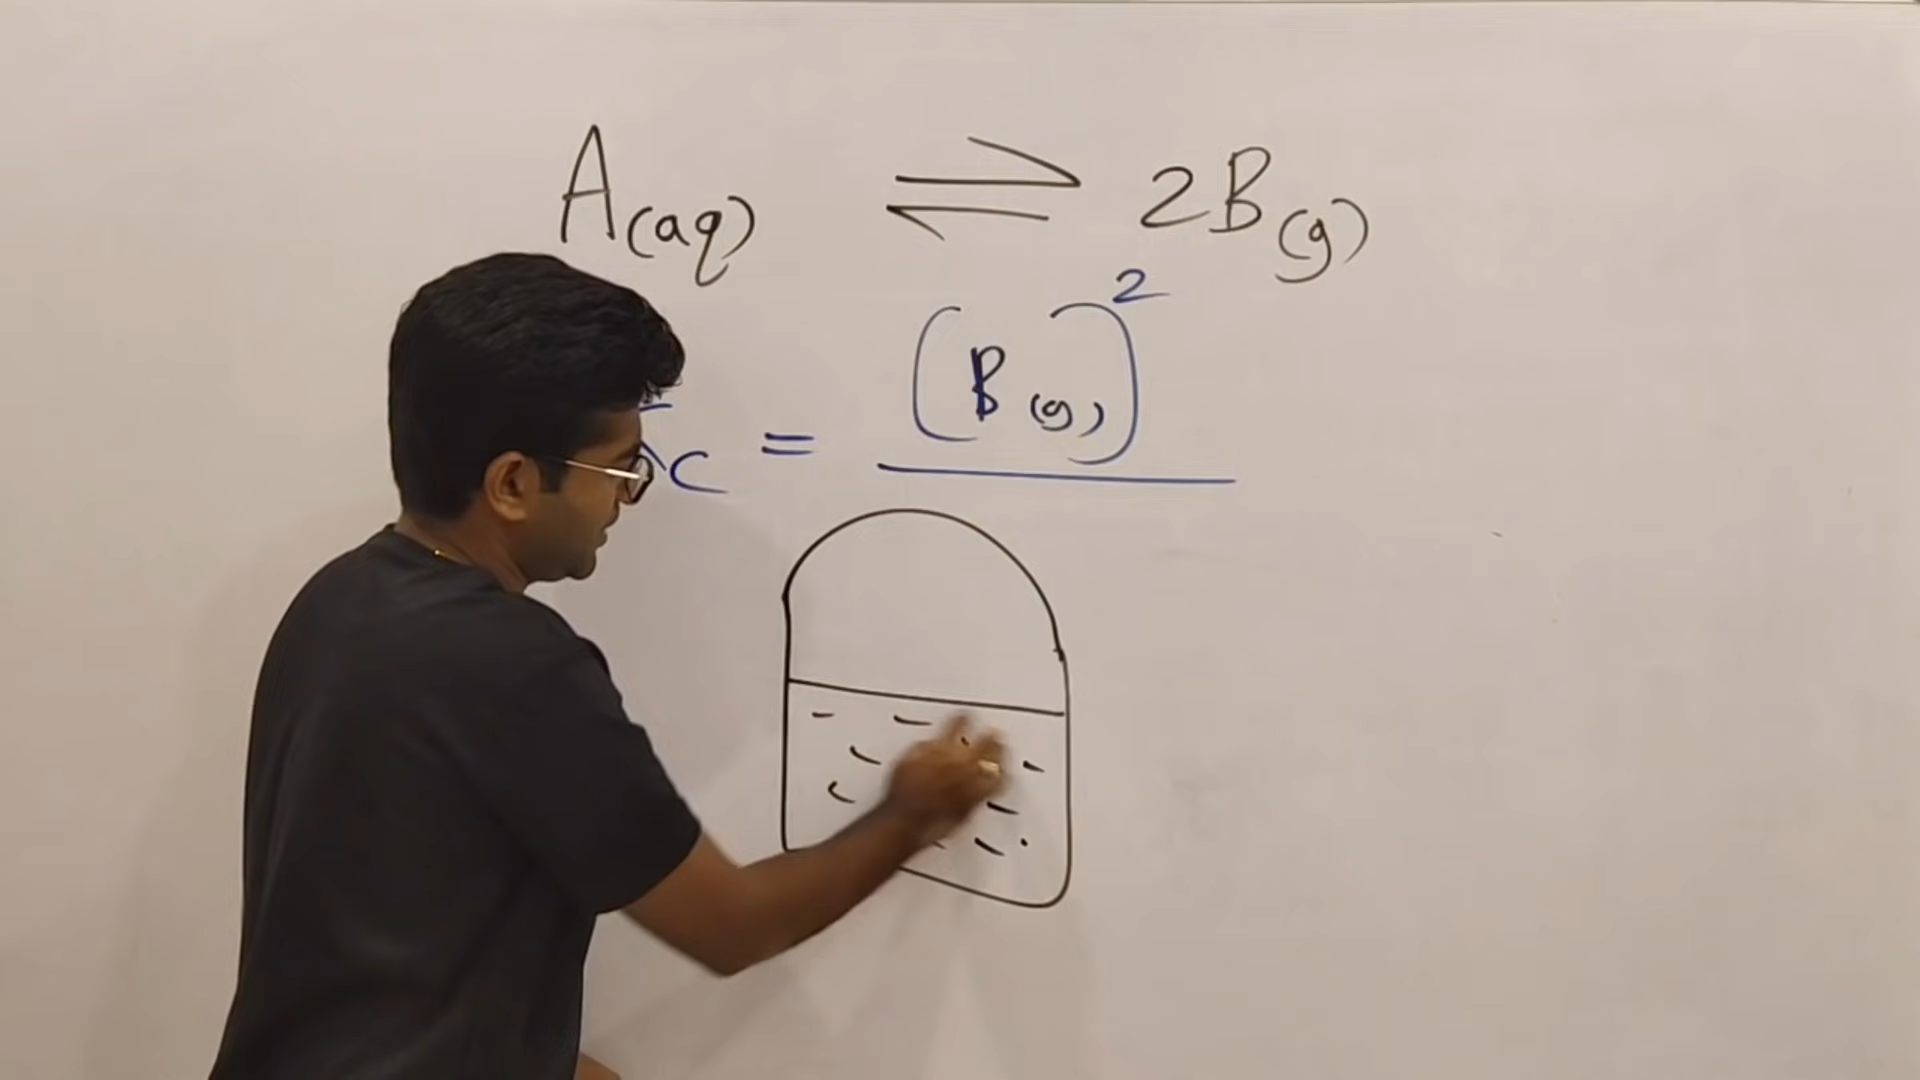 A(aq) ⇌ 2B(g)
c = (B(g))²